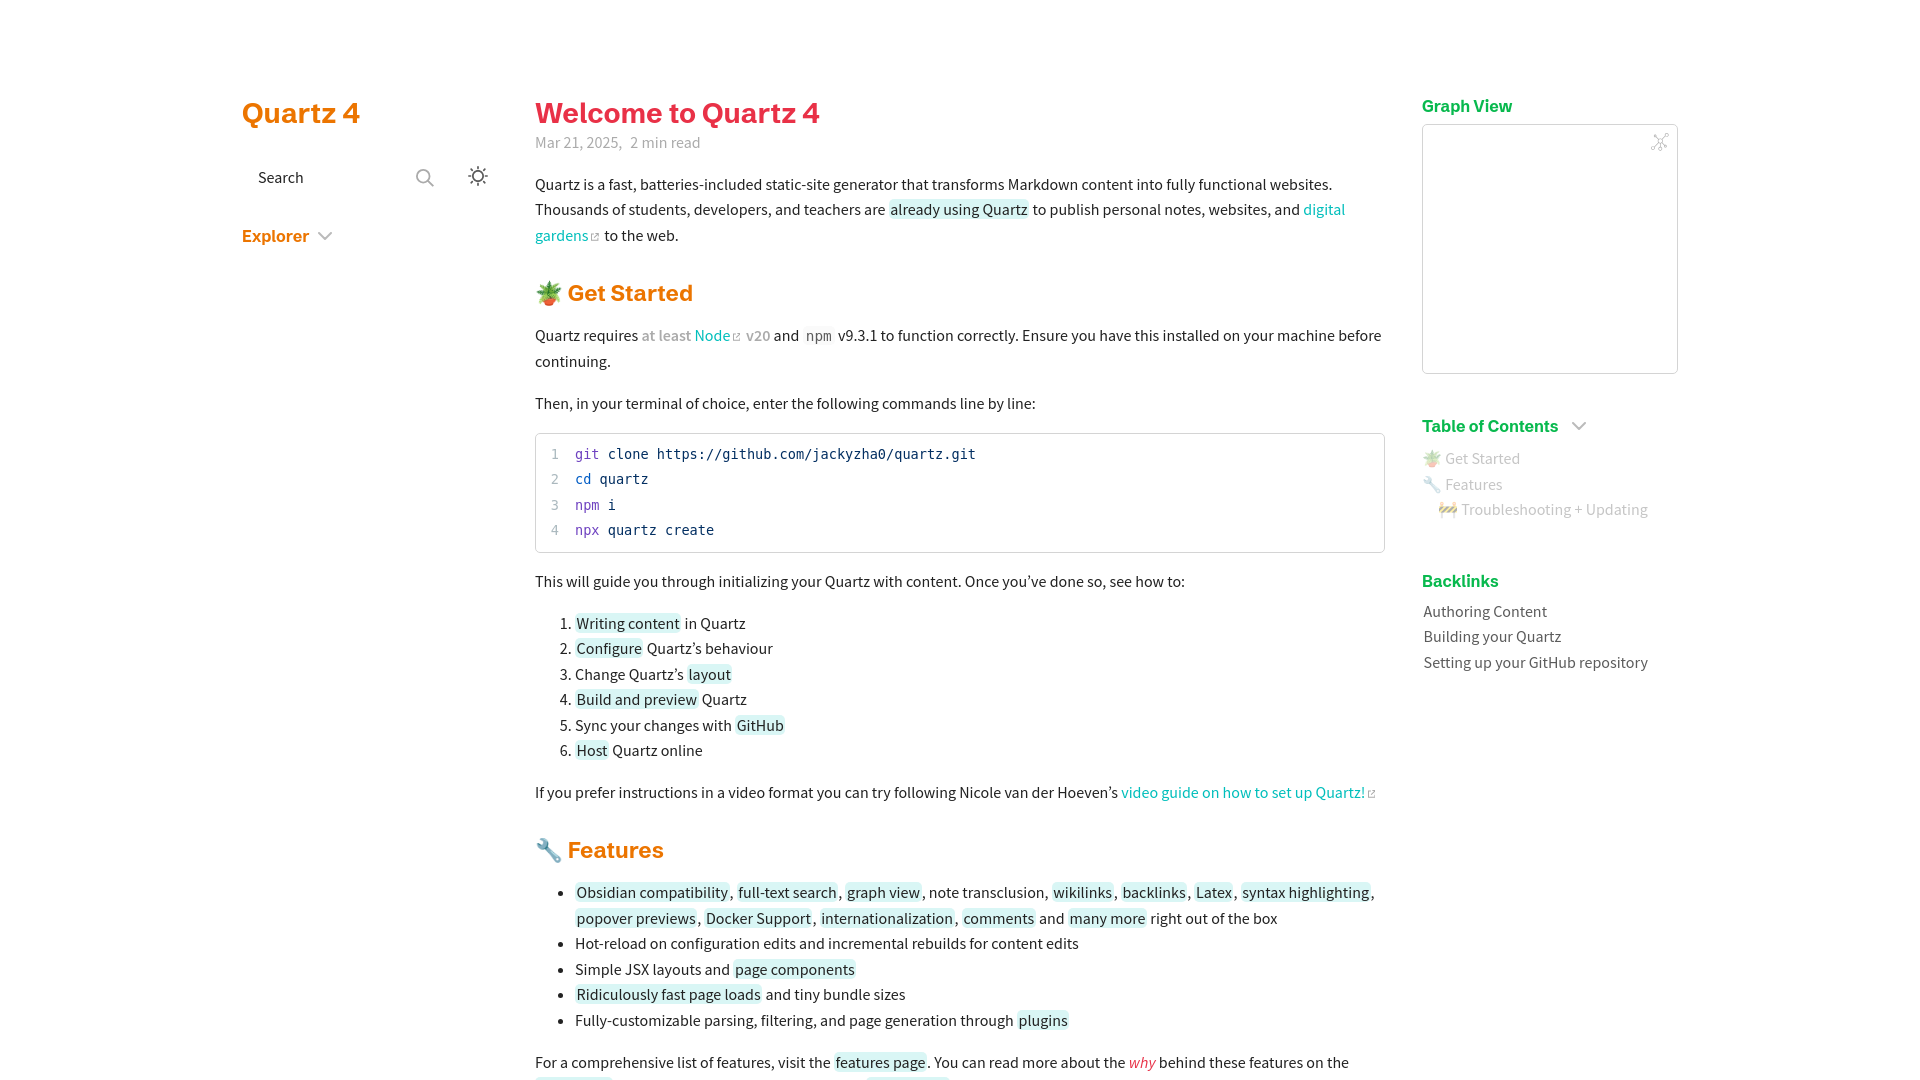 Quartz 4
Search
Explorer
Welcome to Quartz 4
Mar 21, 2025, 2 min read
Quartz is a fast, batteries-included static-site generator that transforms Markdown content into fully functional websites.
Thousands of students, developers, and teachers are already using Quartz to publish personal notes, websites, and digital
gardens to the web.
🪴 Get Started
Quartz requires at least Node v20 and npm v9.3.1 to function correctly. Ensure you have this installed on your machine before
continuing.
Then, in your terminal of choice, enter the following commands line by line:
1 git clone https://github.com/jackyzha0/quartz.git
2 cd quartz
3 npm i
4 npx quartz create
This will guide you through initializing your Quartz with content. Once you’ve done so, see how to:
1. Writing content in Quartz
2. Configure Quartz’s behaviour
3. Change Quartz’s layout
4. Build and preview Quartz
5. Sync your changes with GitHub
6. Host Quartz online
If you prefer instructions in a video format you can try following Nicole van der Hoeven’s video guide on how to set up Quartz!
🔧 Features
• Obsidian compatibility, full-text search, graph view, note transclusion, wikilinks, backlinks, Latex, syntax highlighting,
popover previews, Docker Support, internationalization, comments and many more right out of the box
• Hot-reload on configuration edits and incremental rebuilds for content edits
• Simple JSX layouts and page components
• Ridiculously fast page loads and tiny bundle sizes
• Fully-customizable parsing, filtering, and page generation through plugins
For a comprehensive list of features, visit the features page. You can read more about the why behind these features on the
Graph View
Table of Contents
🪴 Get Started
🔧 Features
🚧 Troubleshooting + Updating
Backlinks
Authoring Content
Building your Quartz
Setting up your GitHub repository